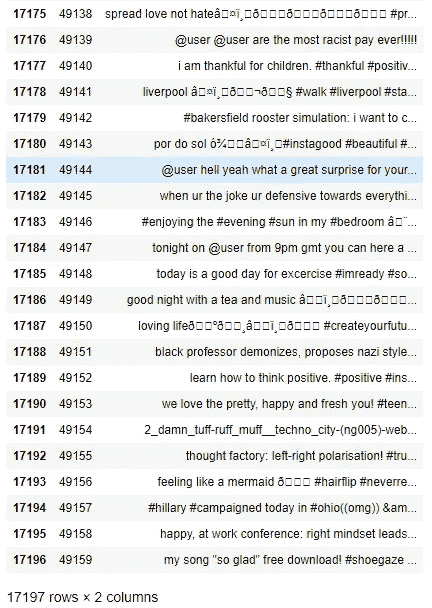 17175 49138 spread love not hateâ□¤ï¸□ð□□□ð□□□ð□□□ð□□□ð□□□ #pr...
17176 49139 @user @user are the most racist pay ever!!!!!
17177 49140 i am thankful for children. #thankful #positiv...
17178 49141 liverpool â□¤ï¸□ð□□¬ð□□§ #walk #liverpool #sta...
17179 49142 #bakersfield rooster simulation: i want to c...
17180 49143 por do sol ó¾□□â□¤ï¸□#instagood #beautiful #...
17181 49144 @user hell yeah what a great surprise for your...
17182 49145 when ur the joke ur defensive towards everythi...
17183 49146 #enjoying the #evening #sun in my #bedroom â□¨...
17184 49147 tonight on @user from 9pm gmt you can here a ...
17185 49148 today is a good day for excercise #imready #so...
17186 49149 good night with a tea and music â□□ï¸□ð□□□ð□□□...
17187 49150 loving lifeð□□ºð□□¸â□□ï¸□ð□□□ #createyourfutu...
17188 49151 black professor demonizes, proposes nazi style...
17189 49152 learn how to think positive. #positive #ins...
17190 49153 we love the pretty, happy and fresh you! #teen...
17191 49154 2_damn_tuff-ruff_muff__techno_city-(ng005)-web...
17192 49155 thought factory: left-right polarisation! #tru...
17193 49156 feeling like a mermaid ð□□□ #hairflip #neverre...
17194 49157 #hillary #campaigned today in #ohio((omg)) &am...
17195 49158 happy, at work conference: right mindset leads...
17196 49159 my song "so glad" free download! #shoegaze ...
17197 rows × 2 columns